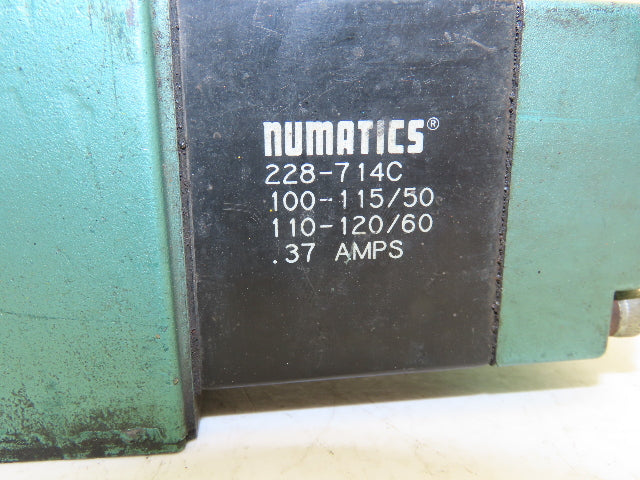 NUMATICS®
228-714C
100-115/50
110-120/60
.37 AMPS